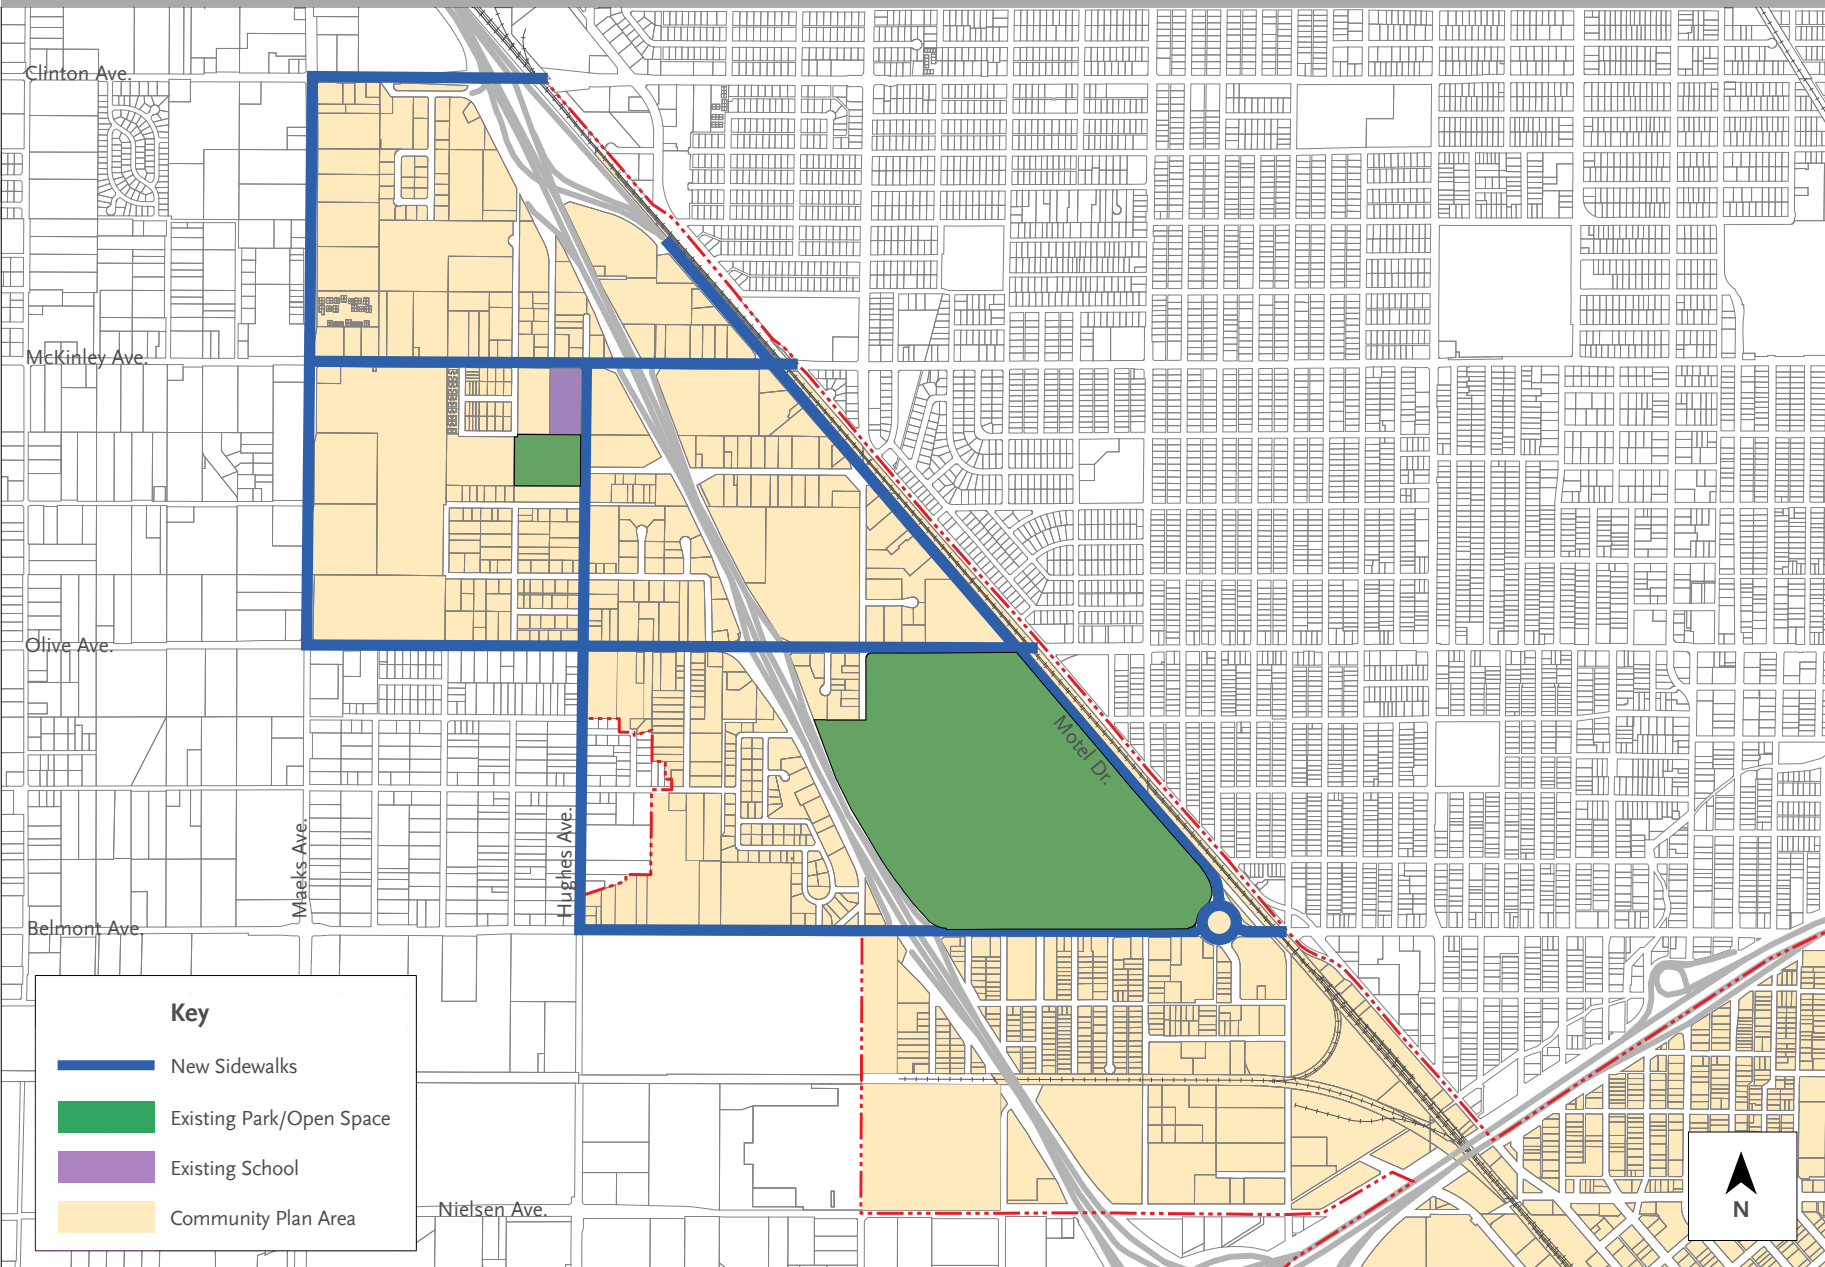 Clinton Ave.
McKinley Ave.
Olive Ave.
Motel Dr.
Maeks Ave.
Hughes Ave.
Belmont Ave.
Key
New Sidewalks
Existing Park/Open Space
Existing School
Community Plan Area
Nielsen Ave.
N